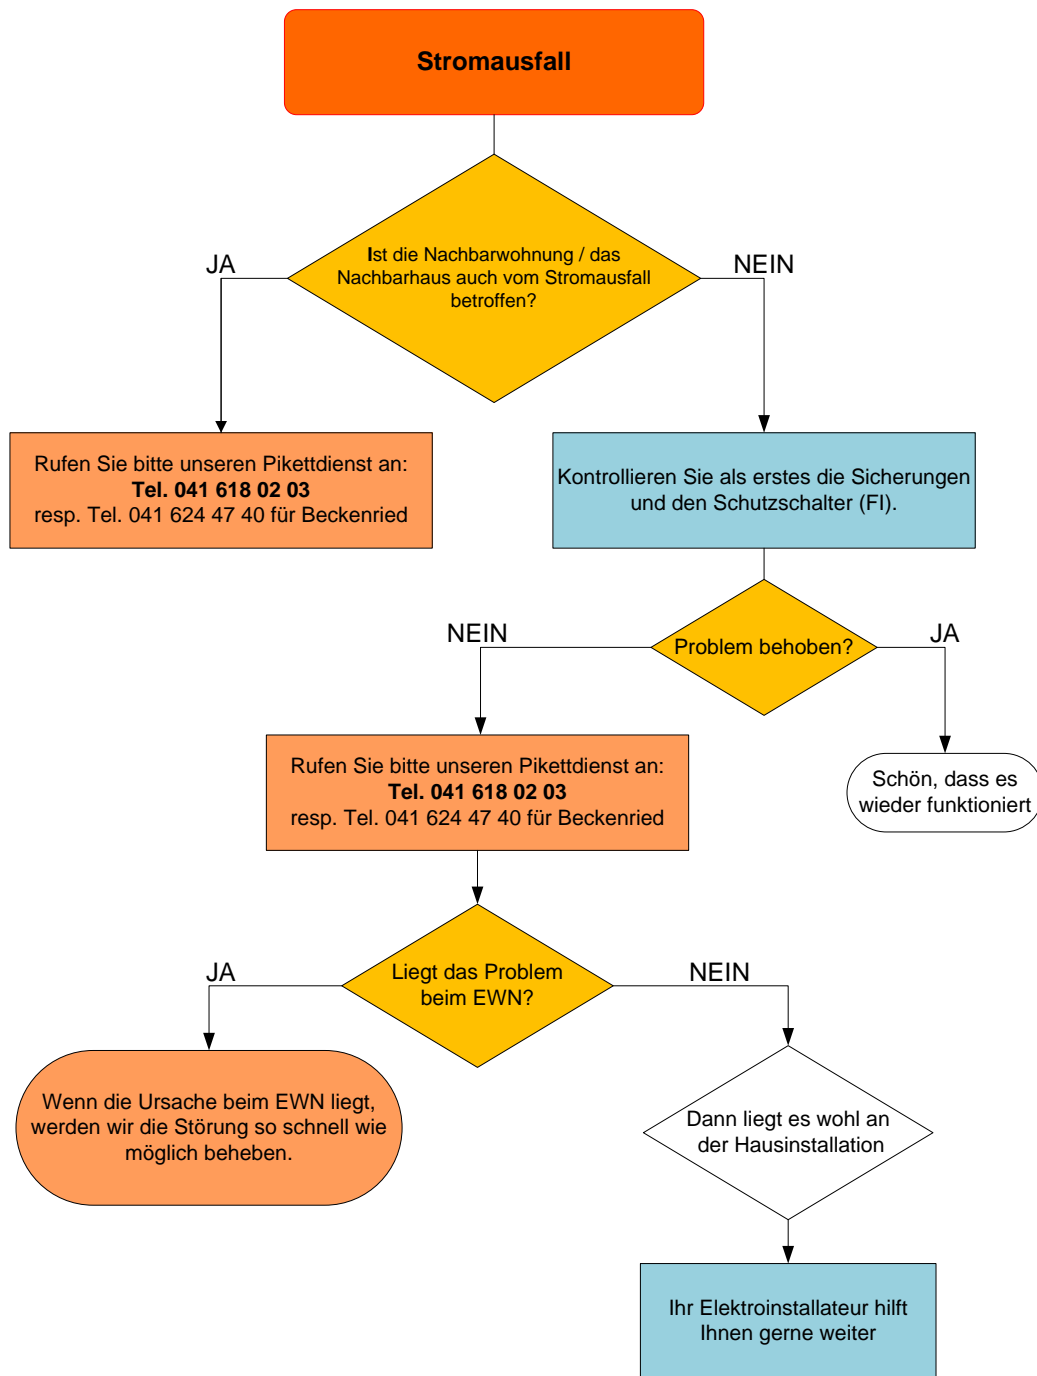 Stromausfall
Ist die Nachbarwohnung / das
Nachbarhaus auch vom Stromausfall
betroffen?
JA
NEIN
Rufen Sie bitte unseren Pikettdienst an:
Tel. 041 618 02 03
resp. Tel. 041 624 47 40 für Beckenried
Kontrollieren Sie als erstes die Sicherungen
und den Schutzschalter (FI).
NEIN
Problem behoben?
JA
Rufen Sie bitte unseren Pikettdienst an:
Tel. 041 618 02 03
resp. Tel. 041 624 47 40 für Beckenried
Schön, dass es
wieder funktioniert
JA
Liegt das Problem
beim EWN?
NEIN
Wenn die Ursache beim EWN liegt,
werden wir die Störung so schnell wie
möglich beheben.
Dann liegt es wohl an
der Hausinstallation
Ihr Elektroinstallateur hilft
Ihnen gerne weiter